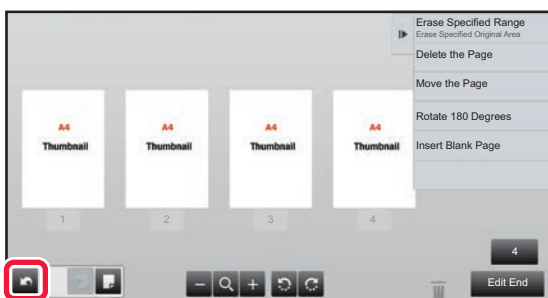 Erase Specified Range
Erase Specified Original Area
Delete the Page
Move the Page
Rotate 180 Degrees
Insert Blank Page
A4
Thumbnail
A4
Thumbnail
A4
Thumbnail
A4
Thumbnail
1
2
3
4
4
Edit End